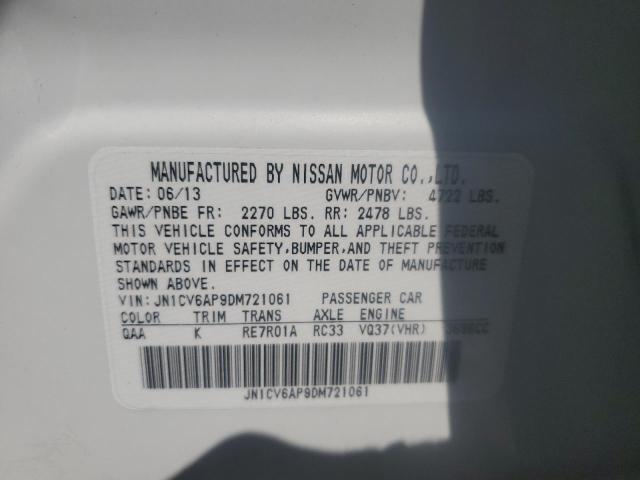 MANUFACTURED BY NISSAN MOTOR CO.,LTD.
DATE: 06/13 GVWR/PNBV: 4722 LBS.
GAWR/PNBE FR: 2270 LBS. RR: 2478 LBS.
THIS VEHICLE CONFORMS TO ALL APPLICABLE FEDERAL
MOTOR VEHICLE SAFETY,BUMPER,AND THEFT PREVENTION
STANDARDS IN EFFECT ON THE DATE OF MANUFACTURE
SHOWN ABOVE.
VIN: JN1CV6AP9DM721061 PASSENGER CAR
COLOR TRIM TRANS AXLE ENGINE
QAA K RE7R01A RC33 VQ37(VHR) 3696CC
JN1CV6AP9DM721061